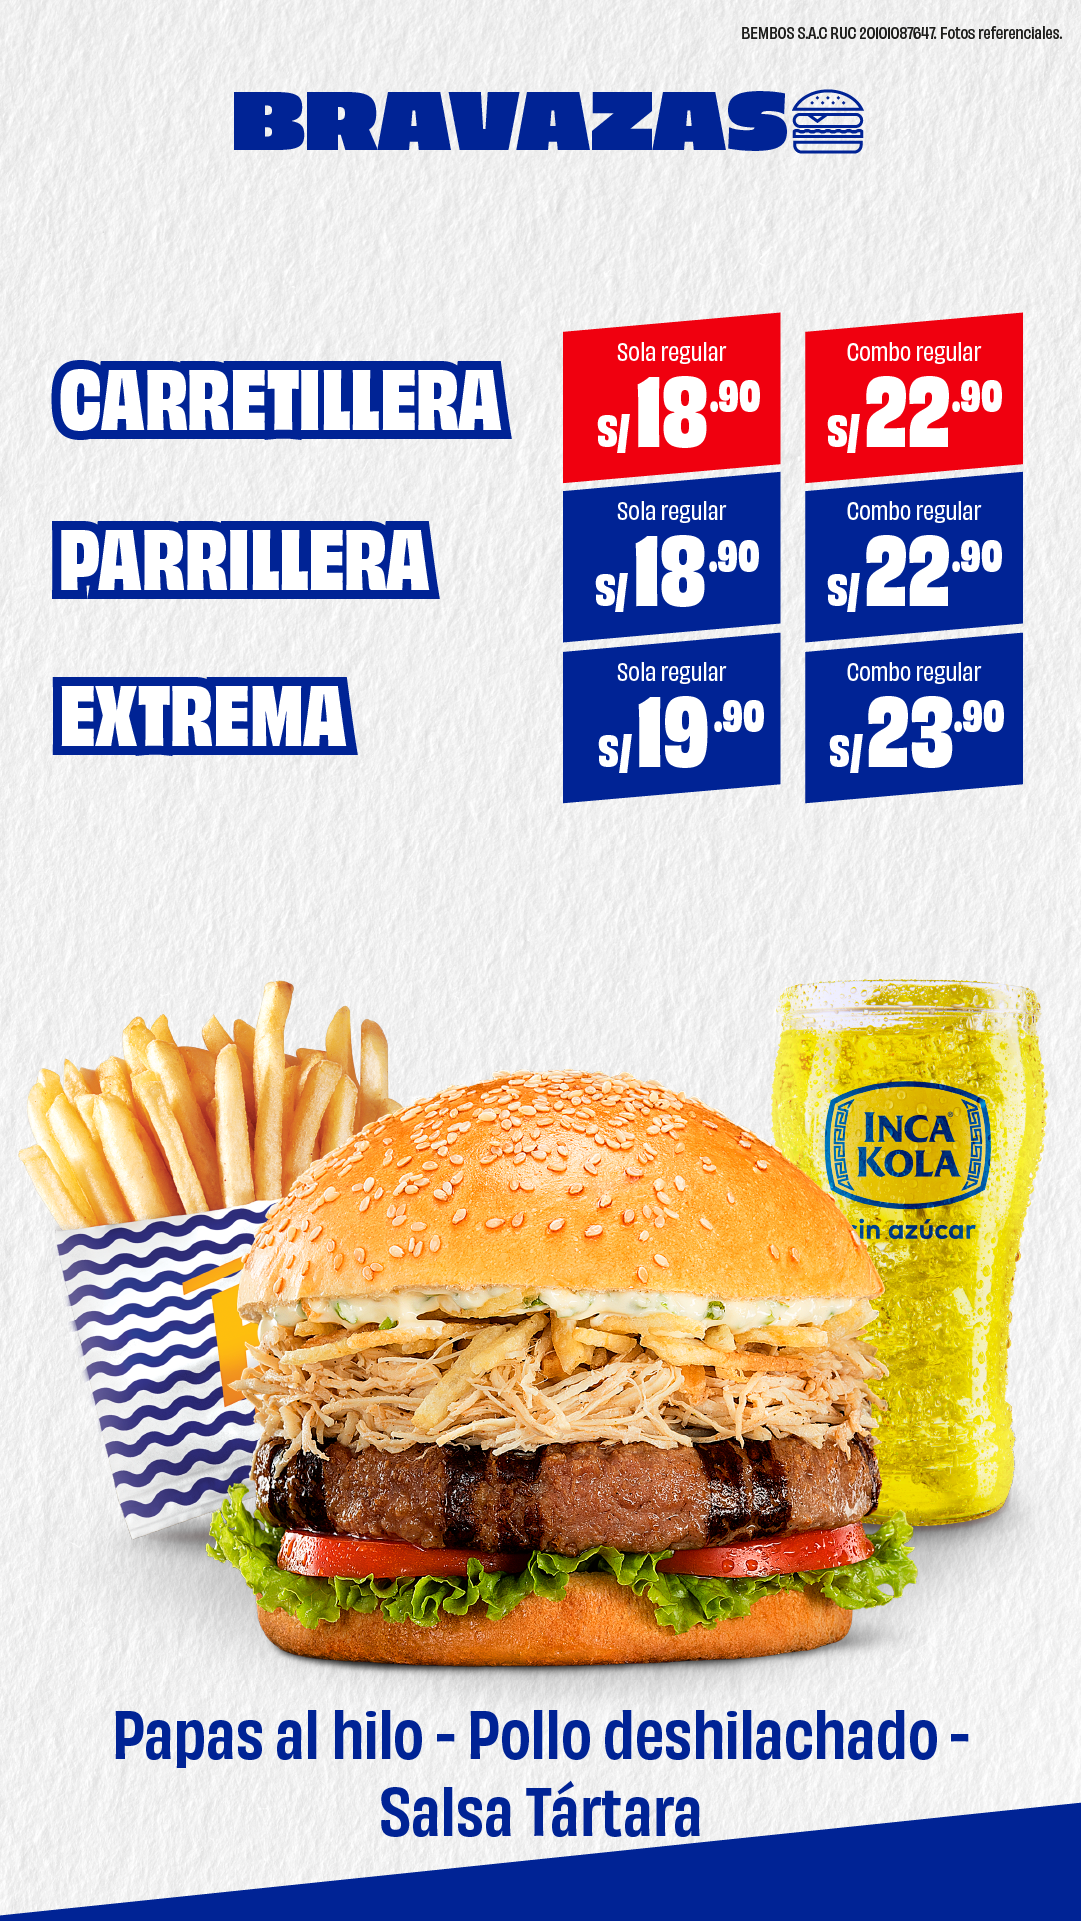 BEMBOS S.A.C RUC 20101087647. Fotos referenciales.
BRAVAZAS
CARRETILLERA
Sola regular
S/18.90
Combo regular
S/22.90
PARRILLERA
Sola regular
S/18.90
Combo regular
S/22.90
EXTREMA
Sola regular
S/19.90
Combo regular
S/23.90
INCA
KOLA
sin azúcar
Papas al hilo - Pollo deshilachado -
Salsa Tártara